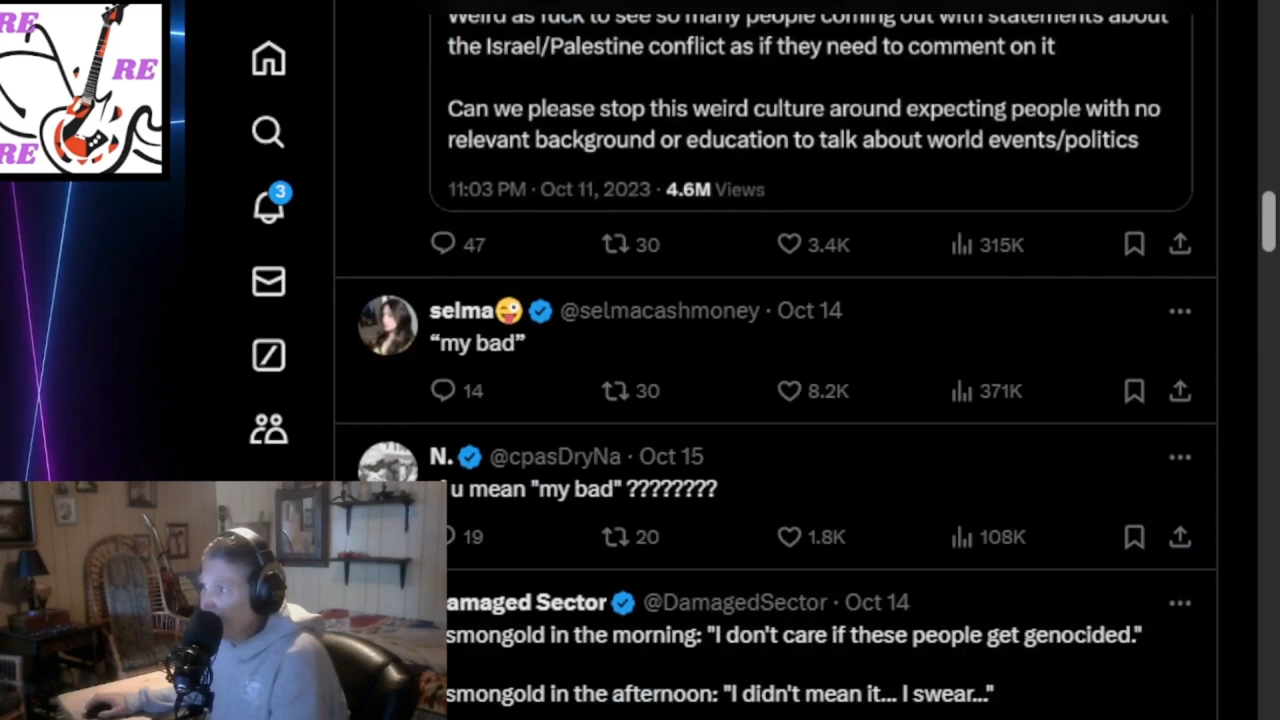 RE
RE
RE
3
Weird as fuck to see so many people coming out with statements about
the Israel/Palestine conflict as if they need to comment on it
Can we please stop this weird culture around expecting people with no
relevant background or education to talk about world events/politics
11:03 PM · Oct 11, 2023 · 4.6M Views
47 30 3.4K 315K
selma @selmacashmoney · Oct 14
“my bad”
14 30 8.2K 371K
N. @cpasDryNa · Oct 15
u mean "my bad" ????????
19 20 1.8K 108K
amaged Sector @DamagedSector · Oct 14
smongold in the morning: "I don't care if these people get genocided."
smongold in the afternoon: "I didn't mean it... I swear..."